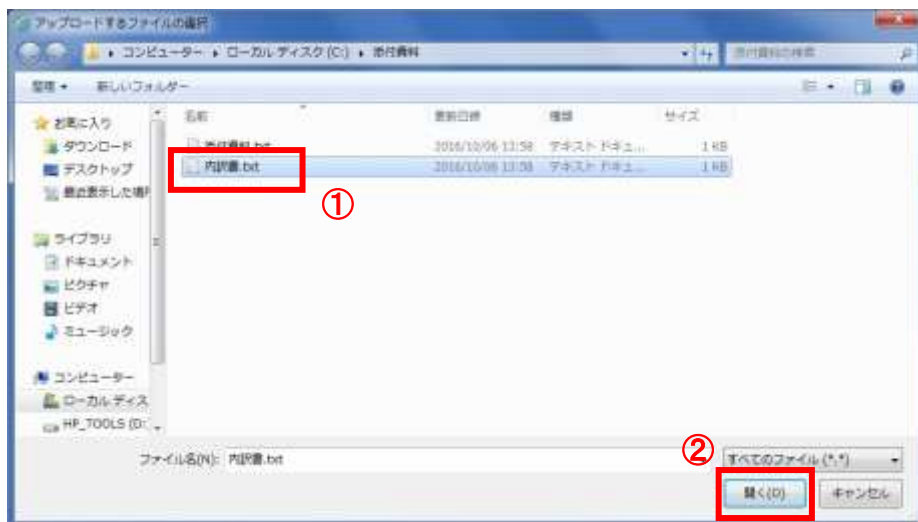 アップロードするファイルの選択
コンピューター ▸ ローカル ディスク (C:) ▸ 添付資料
添付資料の検索
整理 新しいフォルダー
名前 更新日時 種類 サイズ
添付資料.txt 2016/10/06 13:58 テキスト ドキュ... 1 KB
内訳書.txt 2016/10/06 13:58 テキスト ドキュ... 1 KB
①
お気に入り
ダウンロード
デスクトップ
最近表示した場所
ライブラリ
ドキュメント
ピクチャ
ビデオ
ミュージック
コンピューター
ローカル ディス
HP_TOOLS (D:
②
ファイル名(N): 内訳書.txt
すべてのファイル (*.*)
開く(O) キャンセル